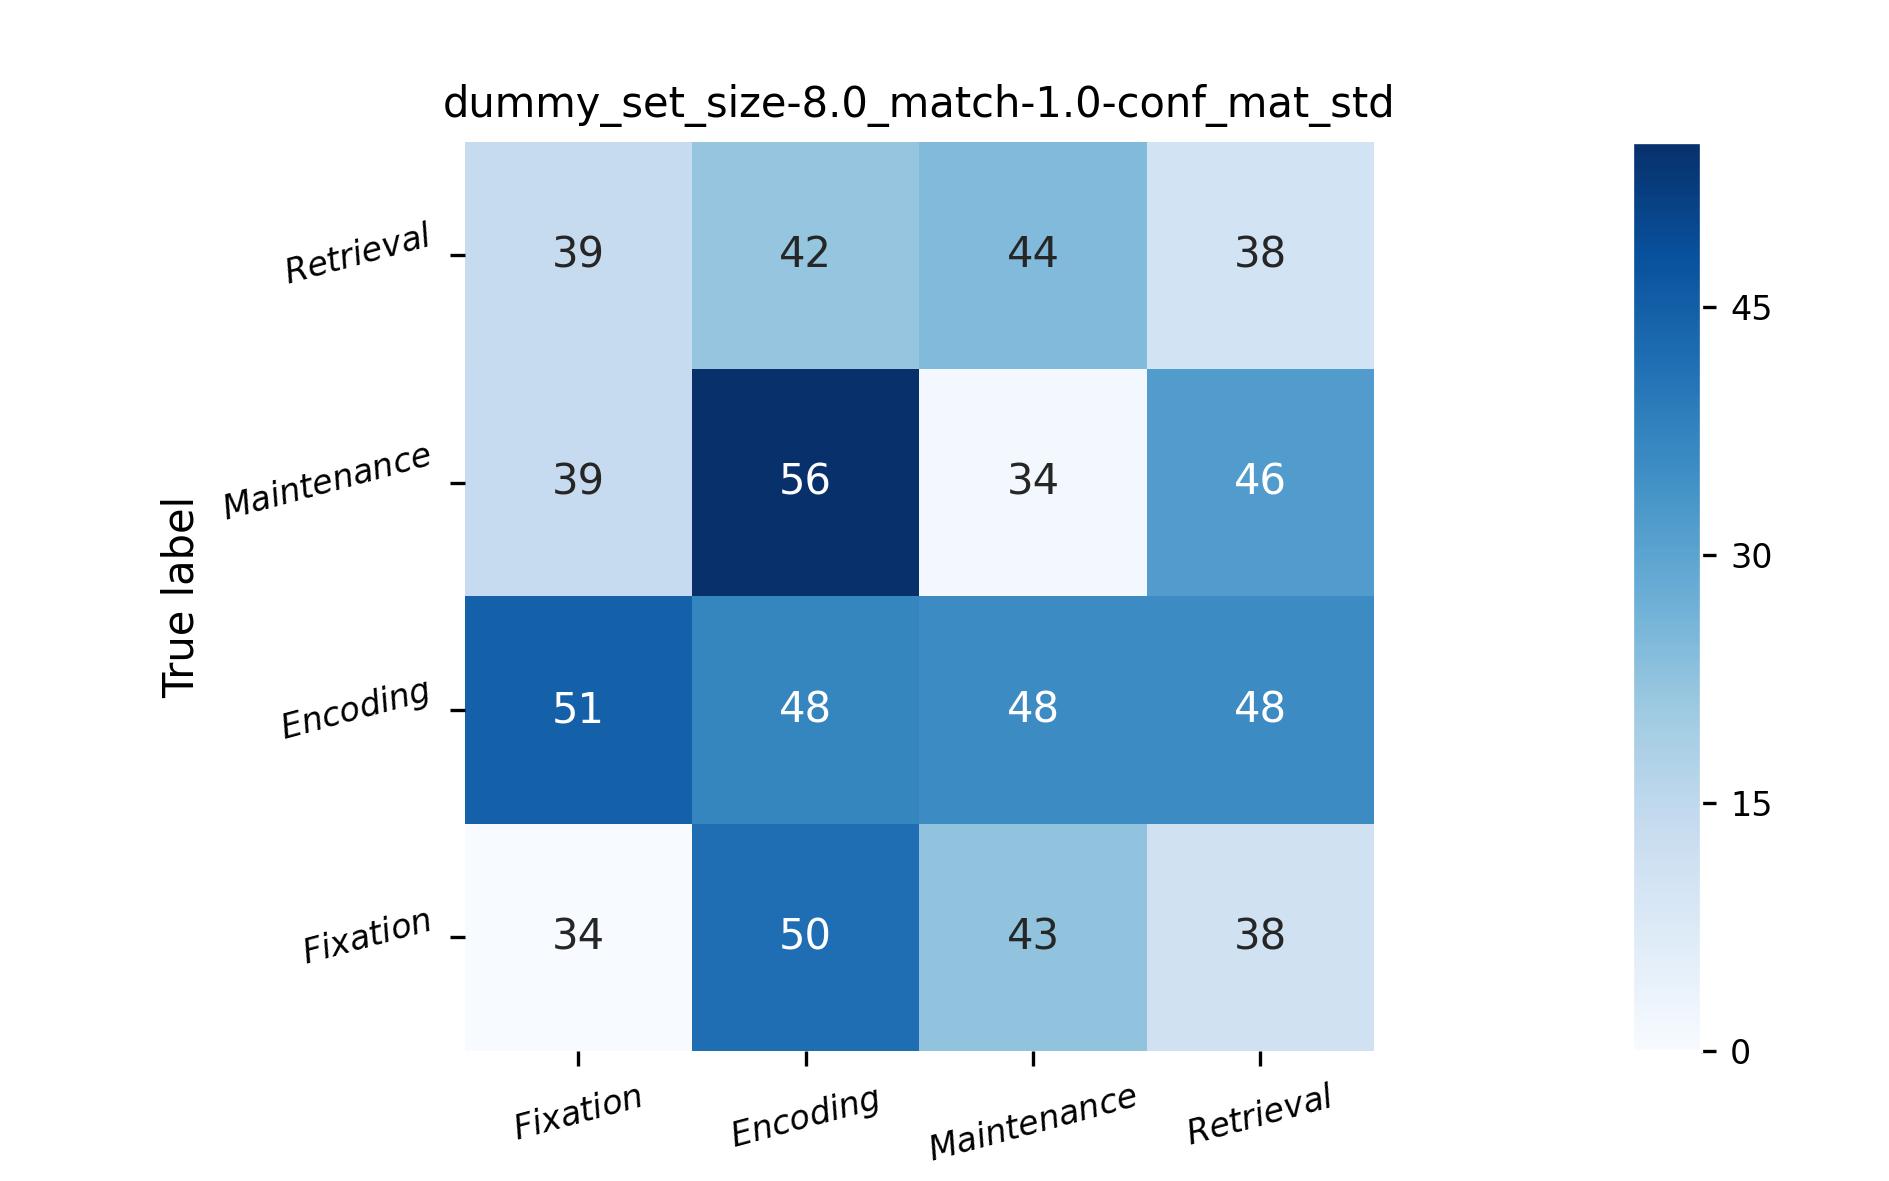 dummy_set_size-8.0_match-1.0-conf_mat_std
True label
Retrieval 39 42 44 38
Maintenance 39 56 34 46
Encoding 51 48 48 48
Fixation 34 50 43 38
Fixation Encoding Maintenance Retrieval
45
30
15
0